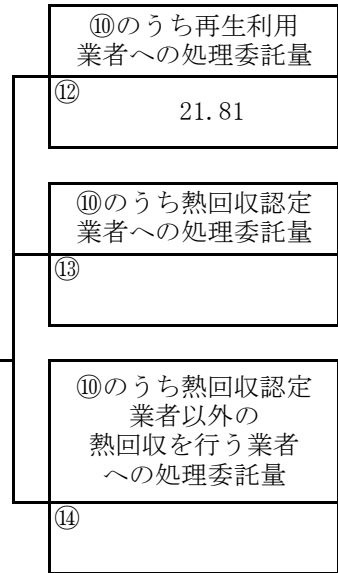 ⑩のうち再生利用
業者への処理委託量
⑫
21.81
⑩のうち熱回収認定
業者への処理委託量
⑬
⑩のうち熱回収認定
業者以外の
熱回収を行う業者
への処理委託量
⑭